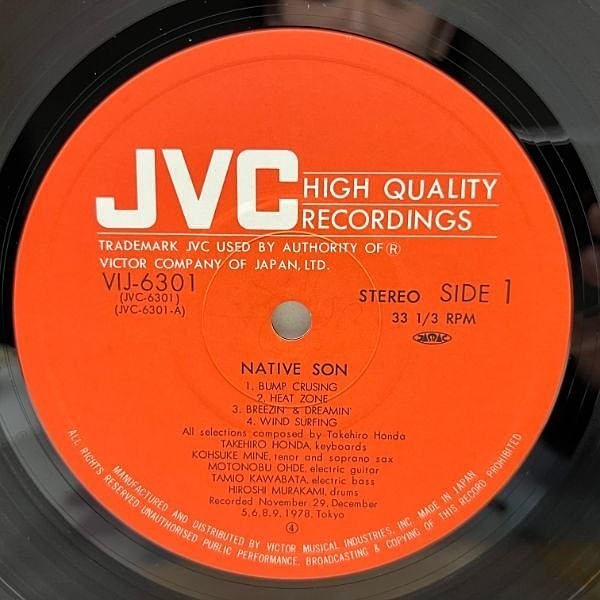 JVC HIGH QUALITY
RECORDINGS
TRADEMARK JVC USED BY AUTHORITY OF Ⓡ
VICTOR COMPANY OF JAPAN, LTD.
VIJ-6301
(JVC-6301)
(JVC-6301-A)
STEREO SIDE 1
33 1/3 RPM
JASRAC
NATIVE SON
1. BUMP CRUSING
2. HEAT ZONE
3. BREEZIN' & DREAMIN'
4. WIND SURFING
All selections composed by Takehiro Honda
TAKEHIRO HONDA, keyboards
KOHSUKE MINE, tenor and soprano sax
MOTONOBU OHDE, electric guitar
TAMIO KAWABATA, electric bass
HIROSHI MURAKAMI, drums
Recorded November 29, December
5,6,8,9, 1978, Tokyo
④
MANUFACTURED AND DISTRIBUTED BY VICTOR MUSICAL INDUSTRIES, INC. MADE IN JAPAN
ALL RIGHTS RESERVED UNAUTHORISED PUBLIC PERFORMANCE, BROADCASTING & COPYING OF THIS RECORD PROHIBITED